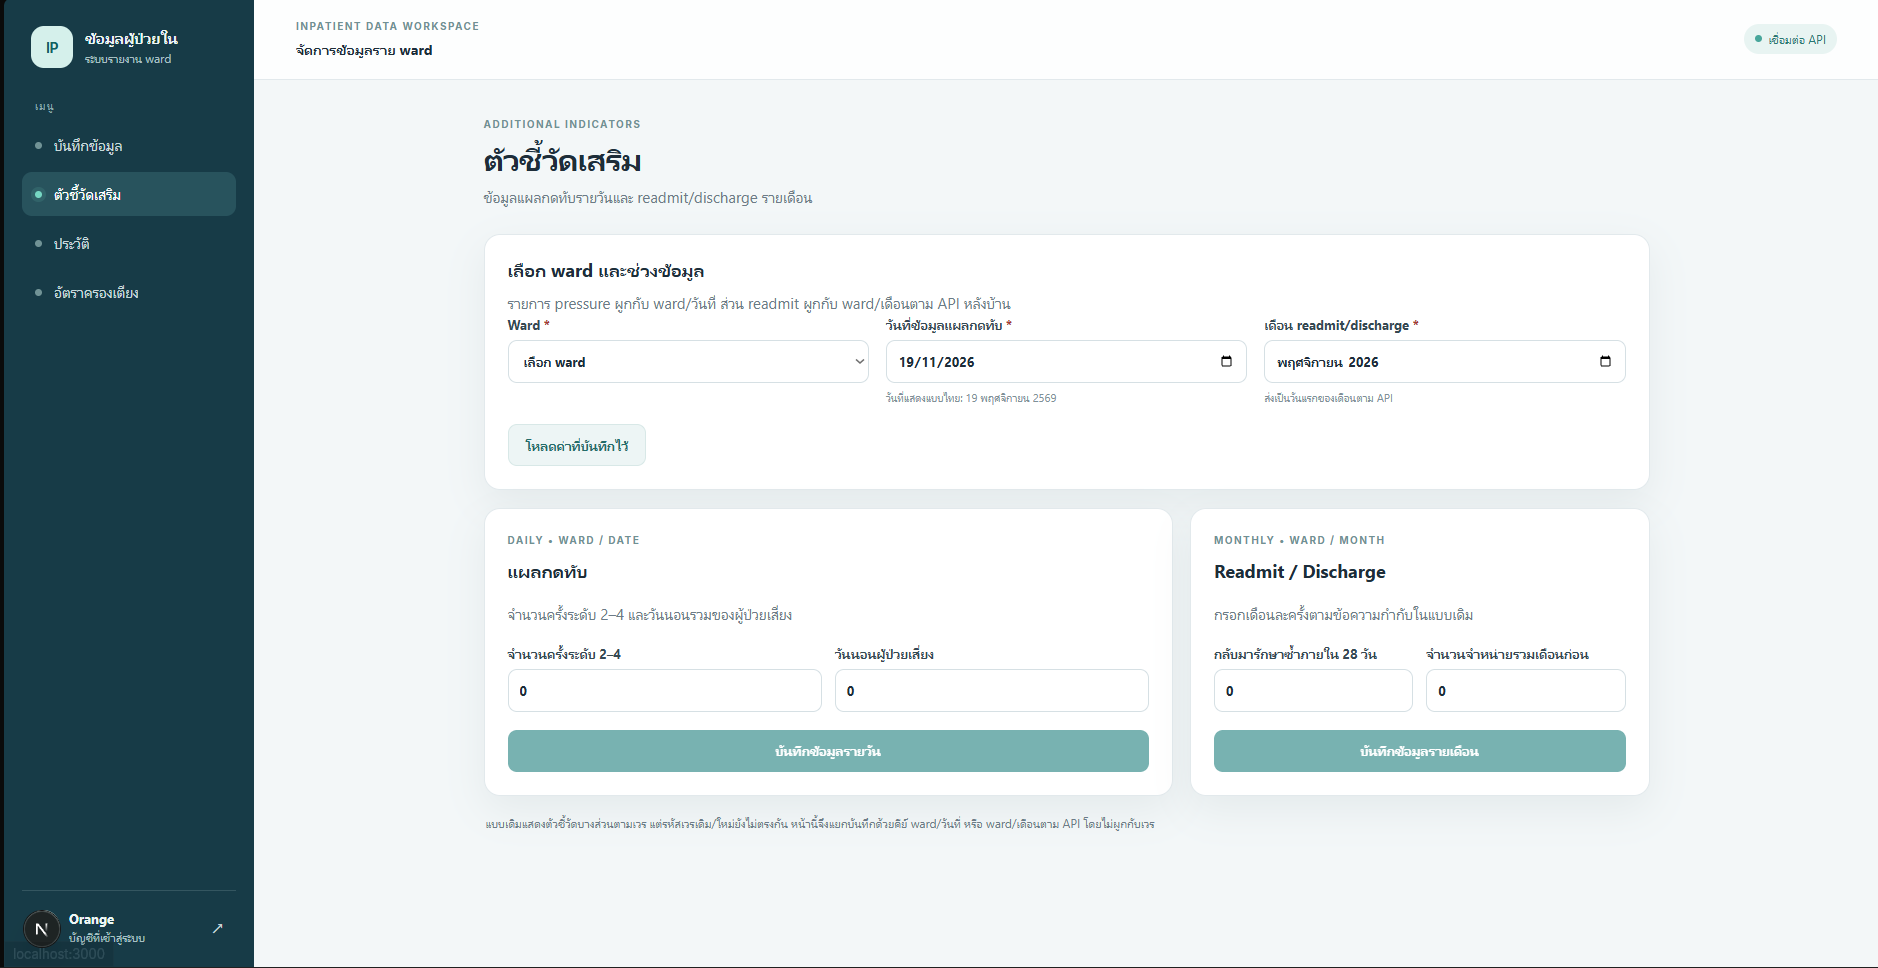 IP
ข้อมูลผู้ป่วยใน
ระบบรายงาน ward
เมนู
บันทึกข้อมูล
ตัวชี้วัดเสริม
ประวัติ
อัตราครองเตียง
N
Orange
บัญชีที่เข้าสู่ระบบ
↗
localhost:3000
INPATIENT DATA WORKSPACE
จัดการข้อมูลราย ward
เชื่อมต่อ API
ADDITIONAL INDICATORS
ตัวชี้วัดเสริม
ข้อมูลแผลกดทับรายวันและ readmit/discharge รายเดือน
เลือก ward และช่วงข้อมูล
รายการ pressure ผูกกับ ward/วันที่ ส่วน readmit ผูกกับ ward/เดือนตาม API หลังบ้าน
Ward *
วันที่ข้อมูลแผลกดทับ *
เดือน readmit/discharge *
เลือก ward
19/11/2026
พฤศจิกายน 2026
วันที่แสดงแบบไทย: 19 พฤศจิกายน 2569
ส่งเป็นวันแรกของเดือนตาม API
โหลดค่าที่บันทึกไว้
DAILY • WARD / DATE
แผลกดทับ
จำนวนครั้งระดับ 2–4 และวันนอนรวมของผู้ป่วยเสี่ยง
จำนวนครั้งระดับ 2–4
วันนอนผู้ป่วยเสี่ยง
0
0
บันทึกข้อมูลรายวัน
MONTHLY • WARD / MONTH
Readmit / Discharge
กรอกเดือนละครั้งตามข้อความกำกับในแบบเดิม
กลับมารักษาซ้ำภายใน 28 วัน
จำนวนจำหน่ายรวมเดือนก่อน
0
0
บันทึกข้อมูลรายเดือน
แบบเดิมแสดงตัวชี้วัดบางส่วนตามเวร แต่รหัสเวรเดิม/ใหม่ยังไม่ตรงกัน หน้านี้จึงแยกบันทึกด้วยคีย์ ward/วันที่ หรือ ward/เดือนตาม API โดยไม่ผูกกับเวร